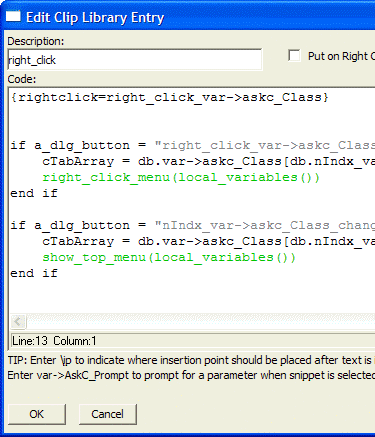 Edit Clip Library Entry
Description:
right_click
Put on Right
Code:
{rightclick=right_click_var->askc_Class}
if a_dlg_button = "right_click_var->askc_Class
cTabArray = db.var->askc_Class[db.nIndx_va
right_click_menu(local_variables())
end if
if a_dlg_button = "nIndx_var->askc_Class_chang
cTabArray = db.var->askc_Class[db.nIndx_va
show_top_menu(local_variables())
end if
Line:13 Column:1
TIP: Enter \ip to indicate where insertion point should be placed after text is i
Enter var->AskC_Prompt to prompt for a parameter when snippet is selected
OK
Cancel